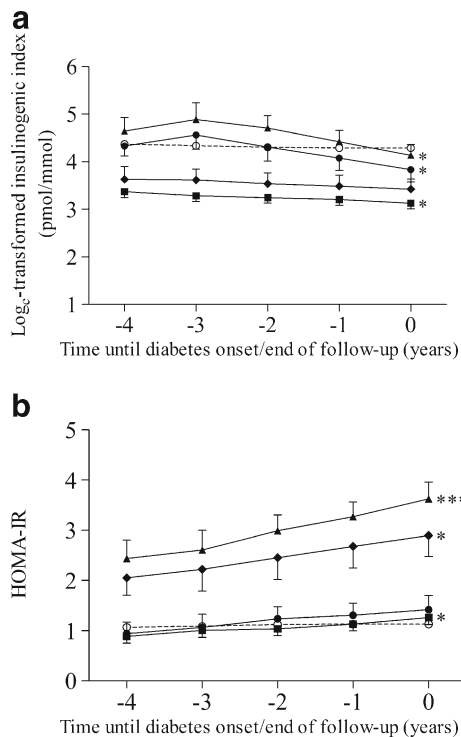 a
Log꜀-transformed insulinogenic index
(pmol/mmol)
6
5
4
3
2
1
*
*
*
-4 -3 -2 -1 0
Time until diabetes onset/end of follow-up (years)
b
HOMA-IR
5
4
3
2
1
0
***
*
*
-4 -3 -2 -1 0
Time until diabetes onset/end of follow-up (years)